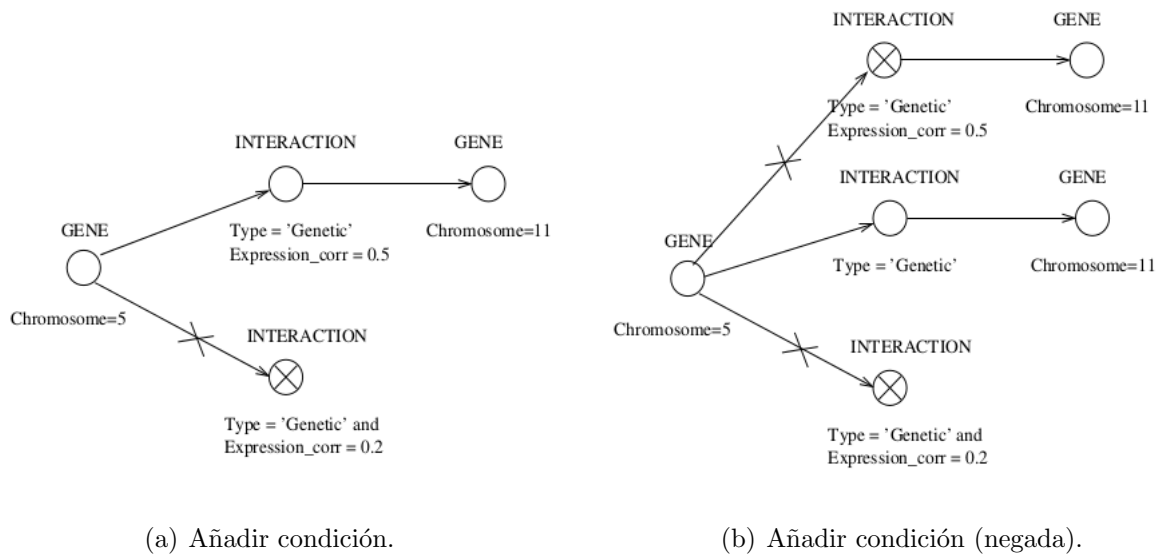 INTERACTION
GENE
Type = 'Genetic'
Expression_corr = 0.5
Chromosome=11
GENE
Chromosome=5
INTERACTION
Type = 'Genetic' and
Expression_corr = 0.2
(a) Añadir condición.
INTERACTION
GENE
Type = 'Genetic'
Expression_corr = 0.5
Chromosome=11
INTERACTION
GENE
Type = 'Genetic'
Chromosome=11
GENE
Chromosome=5
INTERACTION
Type = 'Genetic' and
Expression_corr = 0.2
(b) Añadir condición (negada).